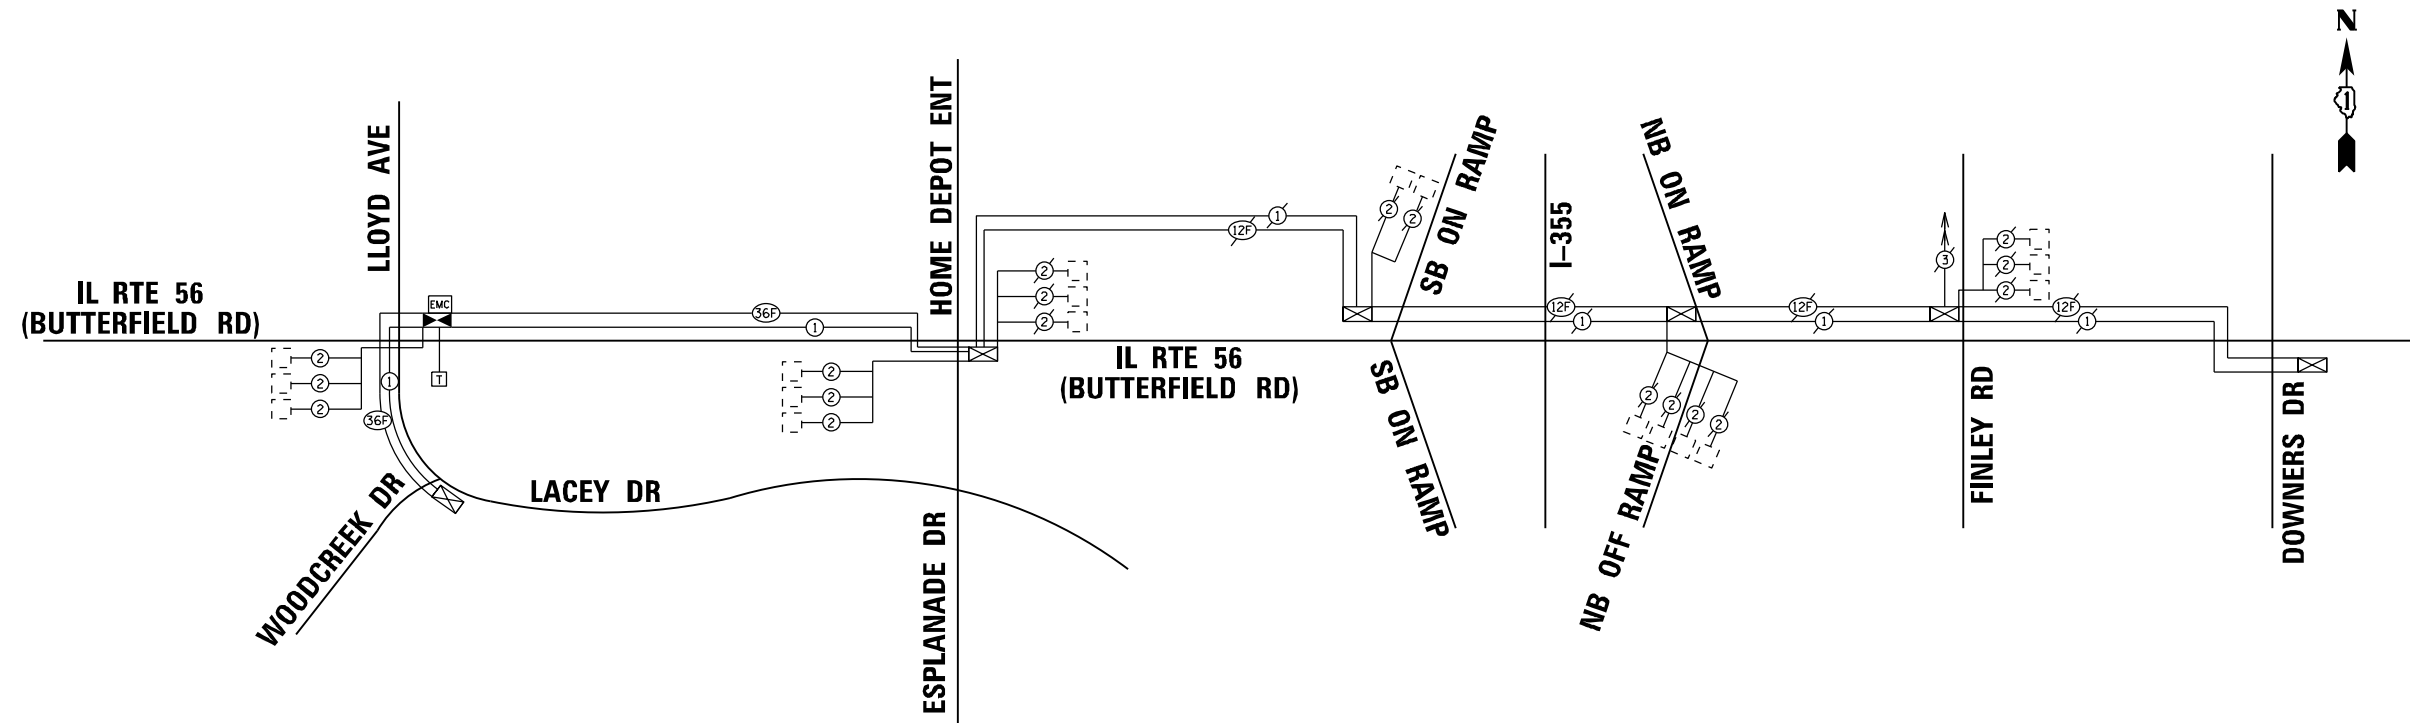 N
1
LLOYD AVE
HOME DEPOT ENT
SB ON RAMP
I-355
NB ON RAMP
IL RTE 56
(BUTTERFIELD RD)
EMC
36F
1
T
2
2
2
1
36F
2
2
2
2
2
2
1
12F
2
2
12F
1
12F
1
3
2
2
2
12F
1
IL RTE 56
(BUTTERFIELD RD)
SB ON RAMP
2
2
2
2
NB OFF RAMP
FINLEY RD
DOWNERS DR
WOODCREEK DR
LACEY DR
ESPLANADE DR